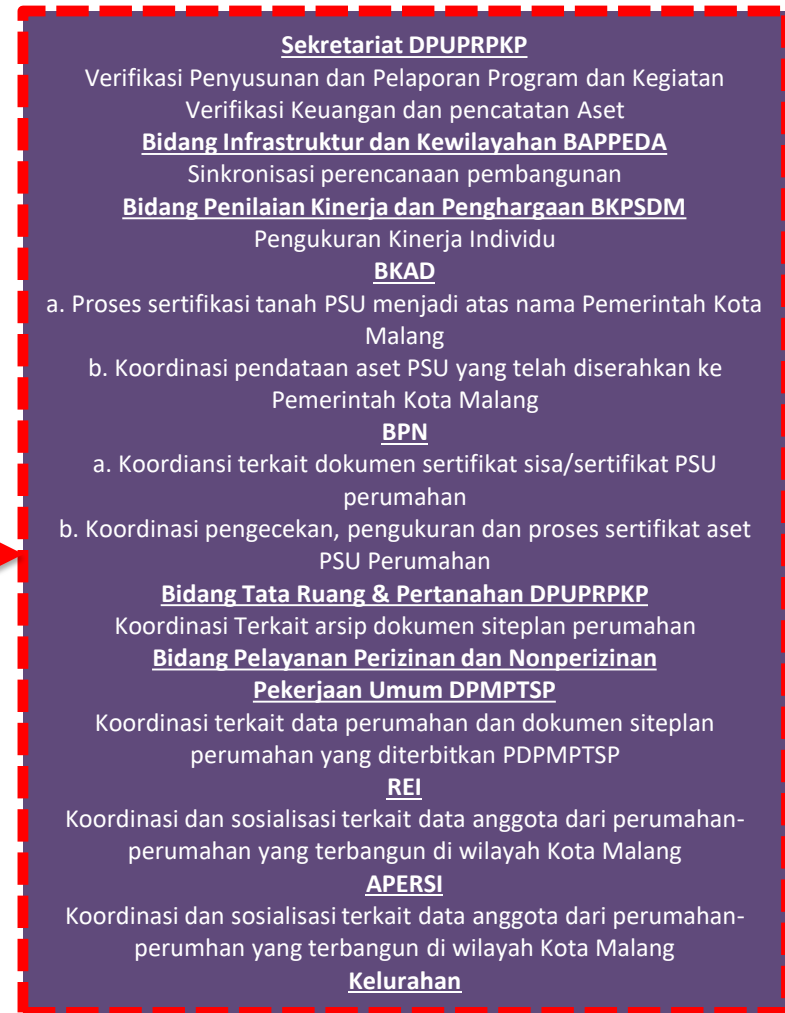 Sekretariat DPUPRPKP
Verifikasi Penyusunan dan Pelaporan Program dan Kegiatan
Verifikasi Keuangan dan pencatatan Aset
Bidang Infrastruktur dan Kewilayahan BAPPEDA
Sinkronisasi perencanaan pembangunan
Bidang Penilaian Kinerja dan Penghargaan BKPSDM
Pengukuran Kinerja Individu
BKAD
a. Proses sertifikasi tanah PSU menjadi atas nama Pemerintah Kota
Malang
b. Koordinasi pendataan aset PSU yang telah diserahkan ke
Pemerintah Kota Malang
BPN
a. Koordiansi terkait dokumen sertifikat sisa/sertifikat PSU
perumahan
b. Koordinasi pengecekan, pengukuran dan proses sertifikat aset
PSU Perumahan
Bidang Tata Ruang & Pertanahan DPUPRPKP
Koordinasi Terkait arsip dokumen siteplan perumahan
Bidang Pelayanan Perizinan dan Nonperizinan
Pekerjaan Umum DPMPTSP
Koordinasi terkait data perumahan dan dokumen siteplan
perumahan yang diterbitkan PDPMPTSP
REI
Koordinasi dan sosialisasi terkait data anggota dari perumahan-
perumahan yang terbangun di wilayah Kota Malang
APERSI
Koordinasi dan sosialisasi terkait data anggota dari perumahan-
perumhan yang terbangun di wilayah Kota Malang
Kelurahan